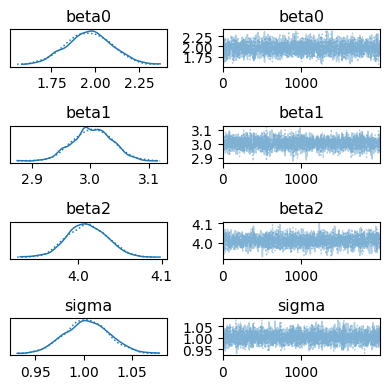 beta0 beta0
2.25
2.00
1.75
1.75 2.00 2.25 0 1000
beta1 beta1
3.1
3.0
2.9
2.9 3.0 3.1 0 1000
beta2 beta2
4.1
4.0
4.0 4.1 0 1000
sigma sigma
1.05
1.00
0.95
0.95 1.00 1.05 0 1000